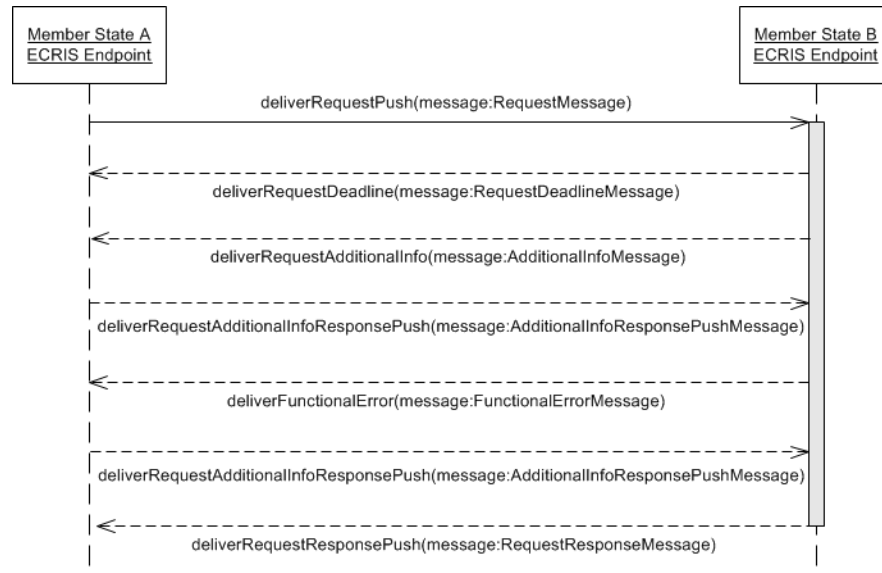 Member State A
ECRIS Endpoint
Member State B
ECRIS Endpoint
deliverRequestPush(message:RequestMessage)
deliverRequestDeadline(message:RequestDeadlineMessage)
deliverRequestAdditionalInfo(message:AdditionalInfoMessage)
deliverRequestAdditionalInfoResponsePush(message:AdditionalInfoResponsePushMessage)
deliverFunctionalError(message:FunctionalErrorMessage)
deliverRequestAdditionalInfoResponsePush(message:AdditionalInfoResponsePushMessage)
deliverRequestResponsePush(message:RequestResponseMessage)